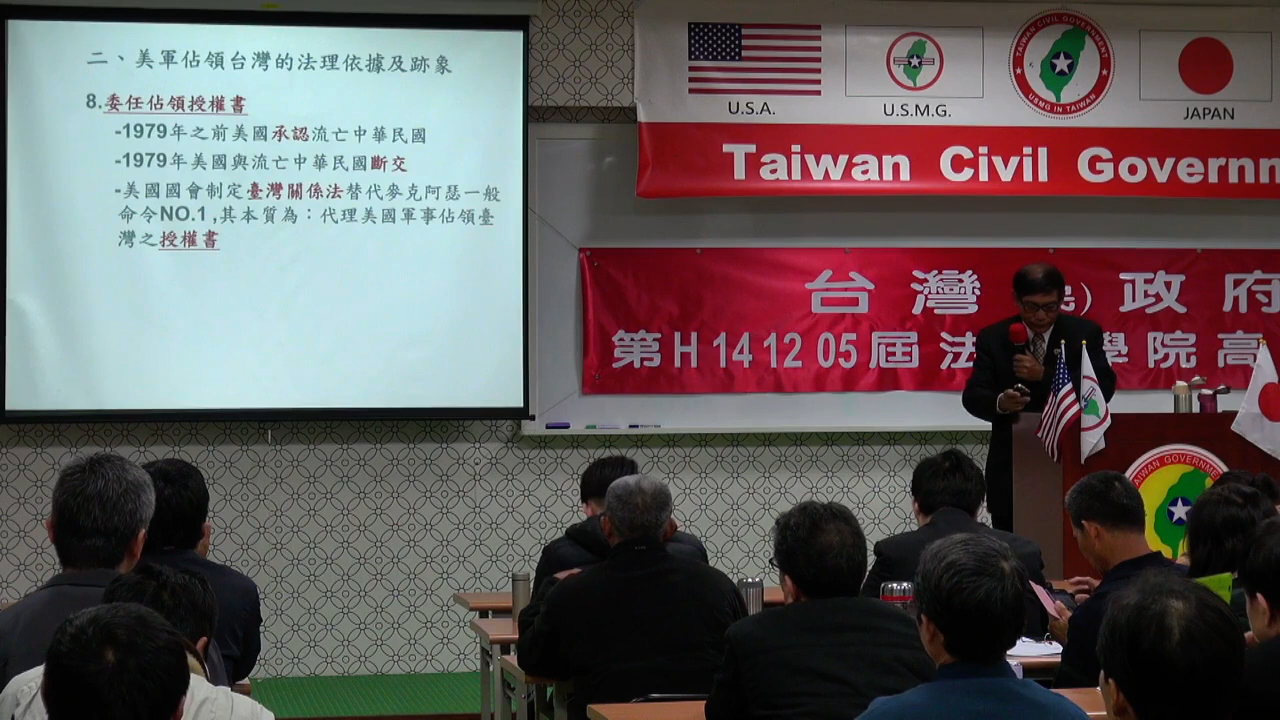 二、美軍佔領台灣的法理依據及跡象
8.委任佔領授權書
-1979年之前美國承認流亡中華民國
-1979年美國與流亡中華民國斷交
-美國國會制定臺灣關係法替代麥克阿瑟一般
命令NO.1,其本質為：代理美國軍事佔領臺
灣之授權書
U.S.A.
U.S.M.G.
TAIWAN CIVIL GOVERNMENT
USMG IN TAIWAN
JAPAN
Taiwan Civil Governm
台灣 民)政府
第H 14 12 05屆法 學院高
TAIWAN GOVERNMENT